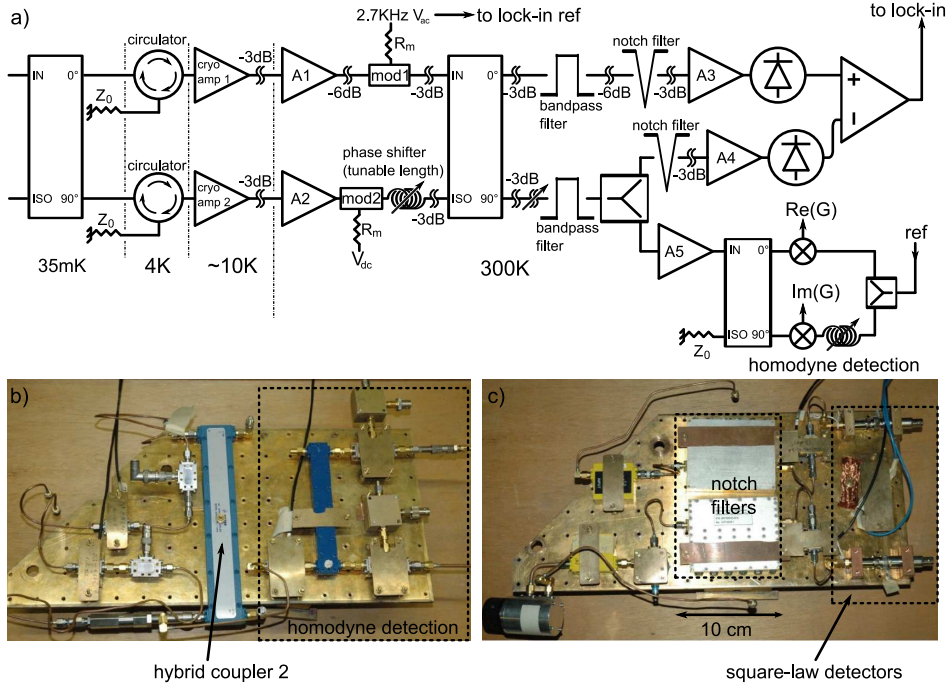 a)
2.7KHz Vac
to lock-in ref
to lock-in
circulator
Rm
IN 0°
cryo amp 1
-3dB
A1
-6dB
mod1
-3dB
IN 0°
-3dB
bandpass filter
-6dB
notch filter
-3dB
A3
+
−
Z0
circulator
phase shifter (tunable length)
notch filter
-3dB
A4
ISO 90°
cryo amp 2
-3dB
A2
mod2
-3dB
ISO 90°
-3dB
bandpass filter
Z0
Rm
Vdc
A5
IN 0°
Re(G)
ref
Im(G)
ISO 90°
Z0
homodyne detection
35mK
4K
~10K
300K
b)
homodyne detection
hybrid coupler 2
c)
notch filters
10 cm
square-law detectors